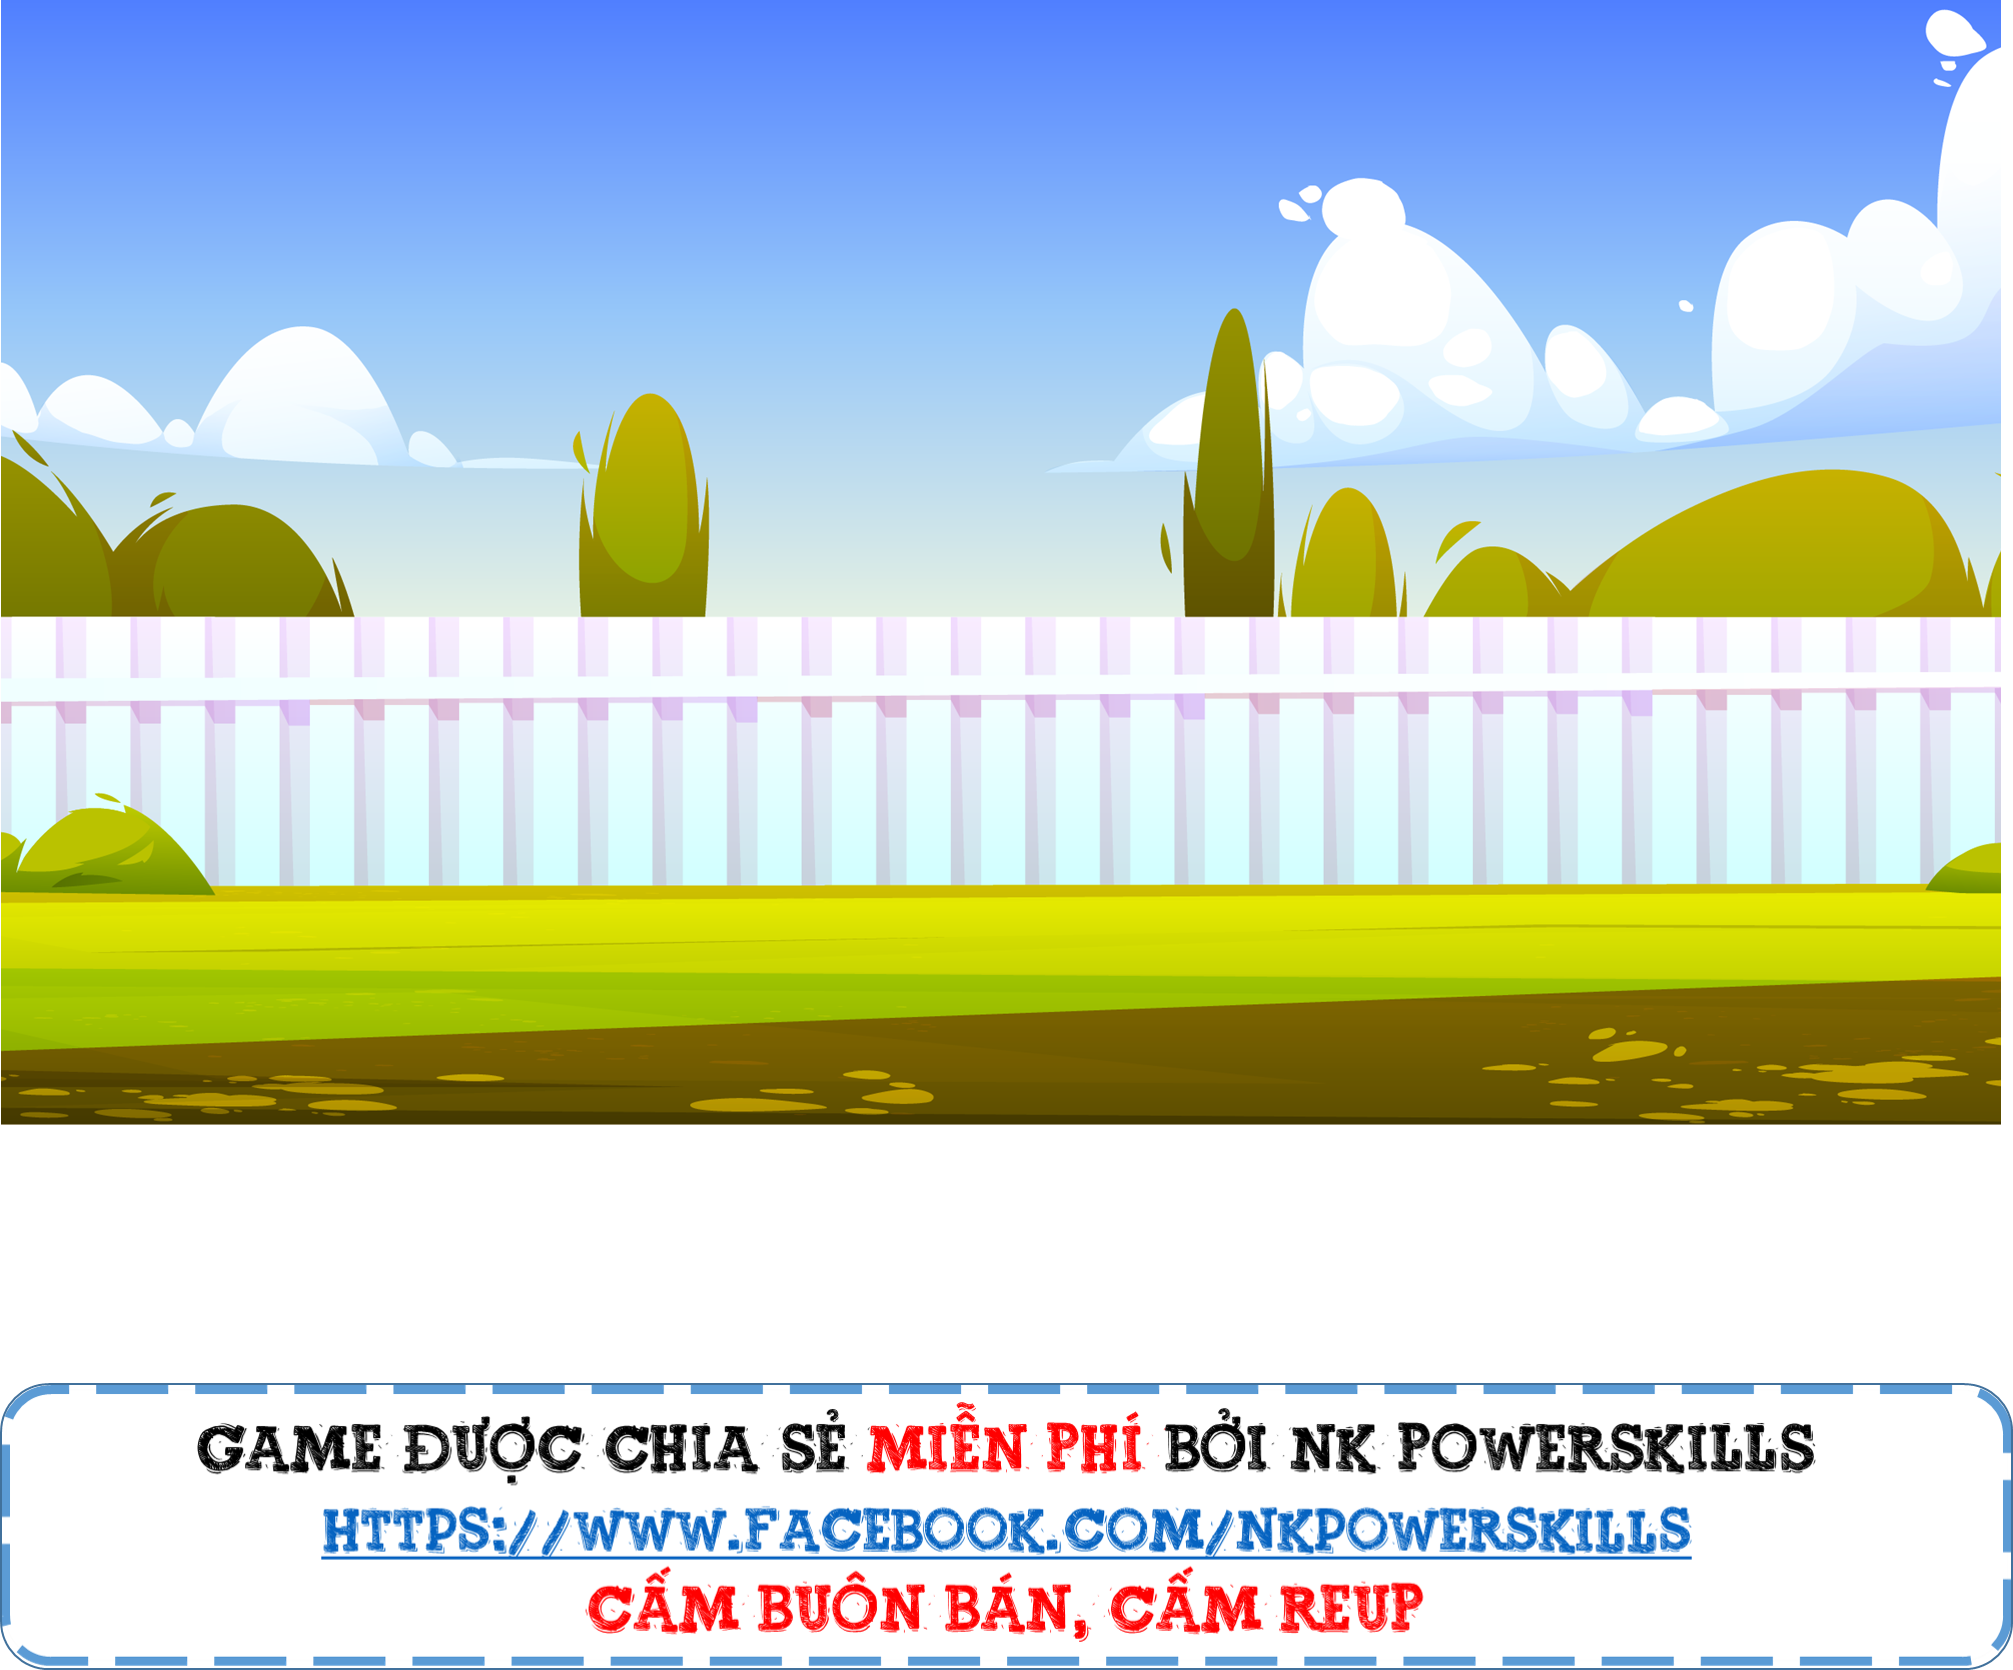 GAME ĐƯỢC CHIA SẺ MIỄN PHÍ BỞI NK POWERSKILLS
HTTPS://WWW.FACEBOOK.COM/NKPOWERSKILLS
CẤM BUÔN BÁN, CẤM REUP